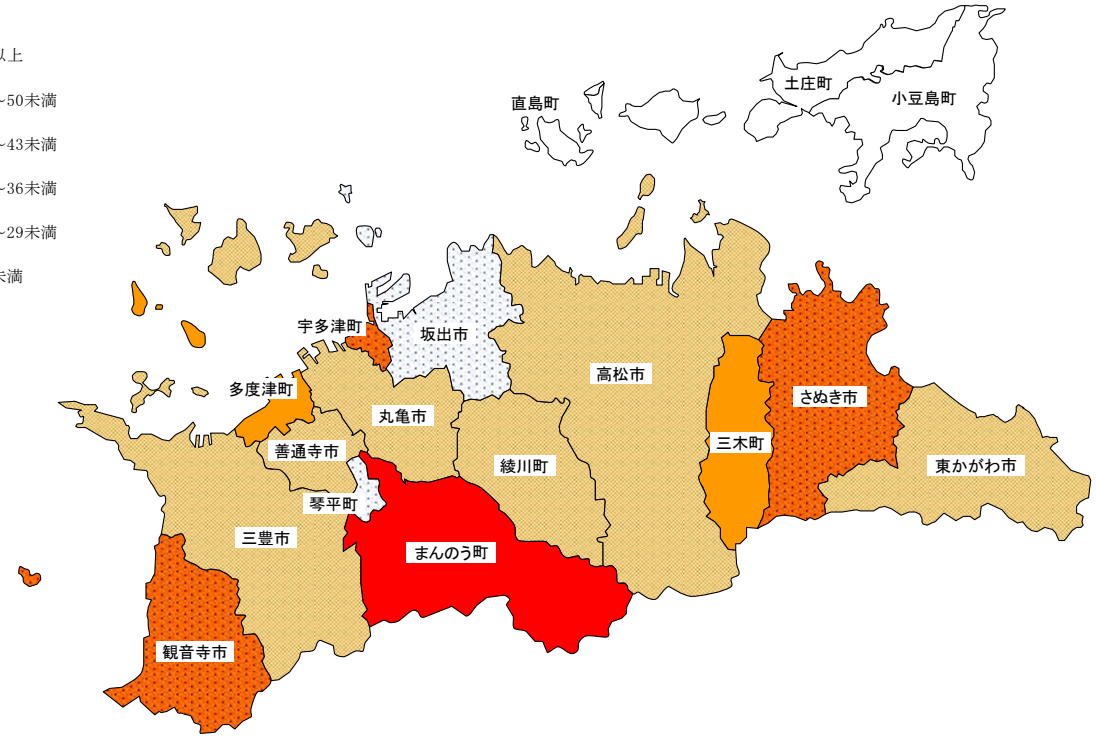 以上
~50未満
~43未満
~36未満
~29未満
未満
直島町
土庄町
小豆島町
宇多津町
坂出市
高松市
多度津町
丸亀市
さぬき市
善通寺市
綾川町
三木町
東かがわ市
琴平町
三豊市
まんのう町
観音寺市